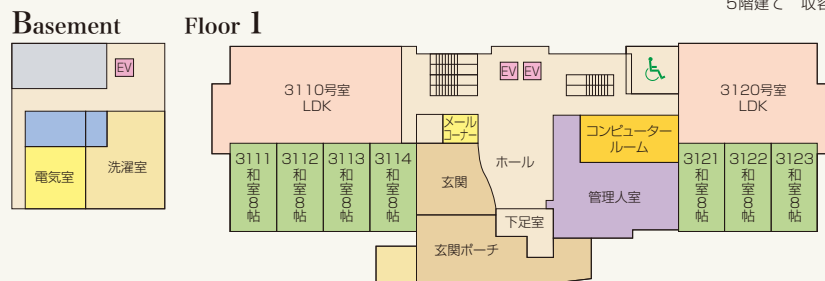 5階建て 収容
Basement
Floor 1
EV
電気室
洗濯室
3110号室
LDK
EV EV
メール
コーナー
コンピューター
ルーム
3120号室
LDK
3111
和室8帖
3112
和室8帖
3113
和室8帖
3114
和室8帖
玄関
ホール
管理人室
3121
和室8帖
3122
和室8帖
3123
和室8帖
下足室
玄関ポーチ